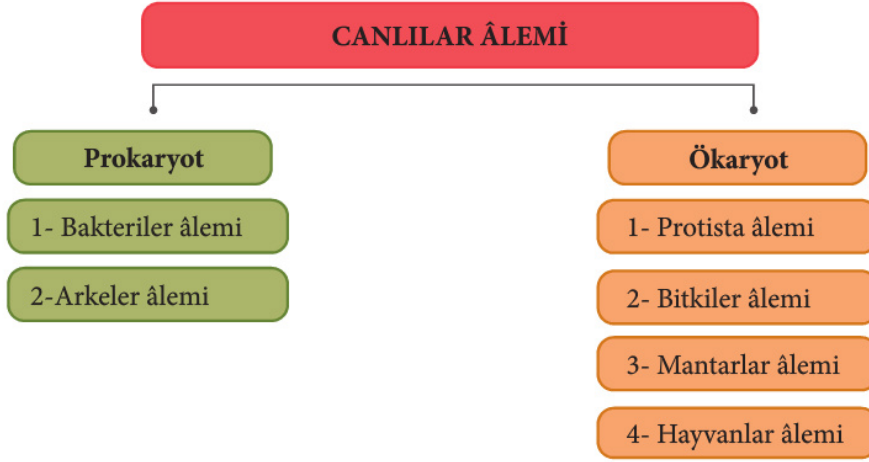 CANLILAR ÂLEMİ
Prokaryot
1- Bakteriler âlemi
2-Arkeler âlemi
Ökaryot
1- Protista âlemi
2- Bitkiler âlemi
3- Mantarlar âlemi
4- Hayvanlar âlemi